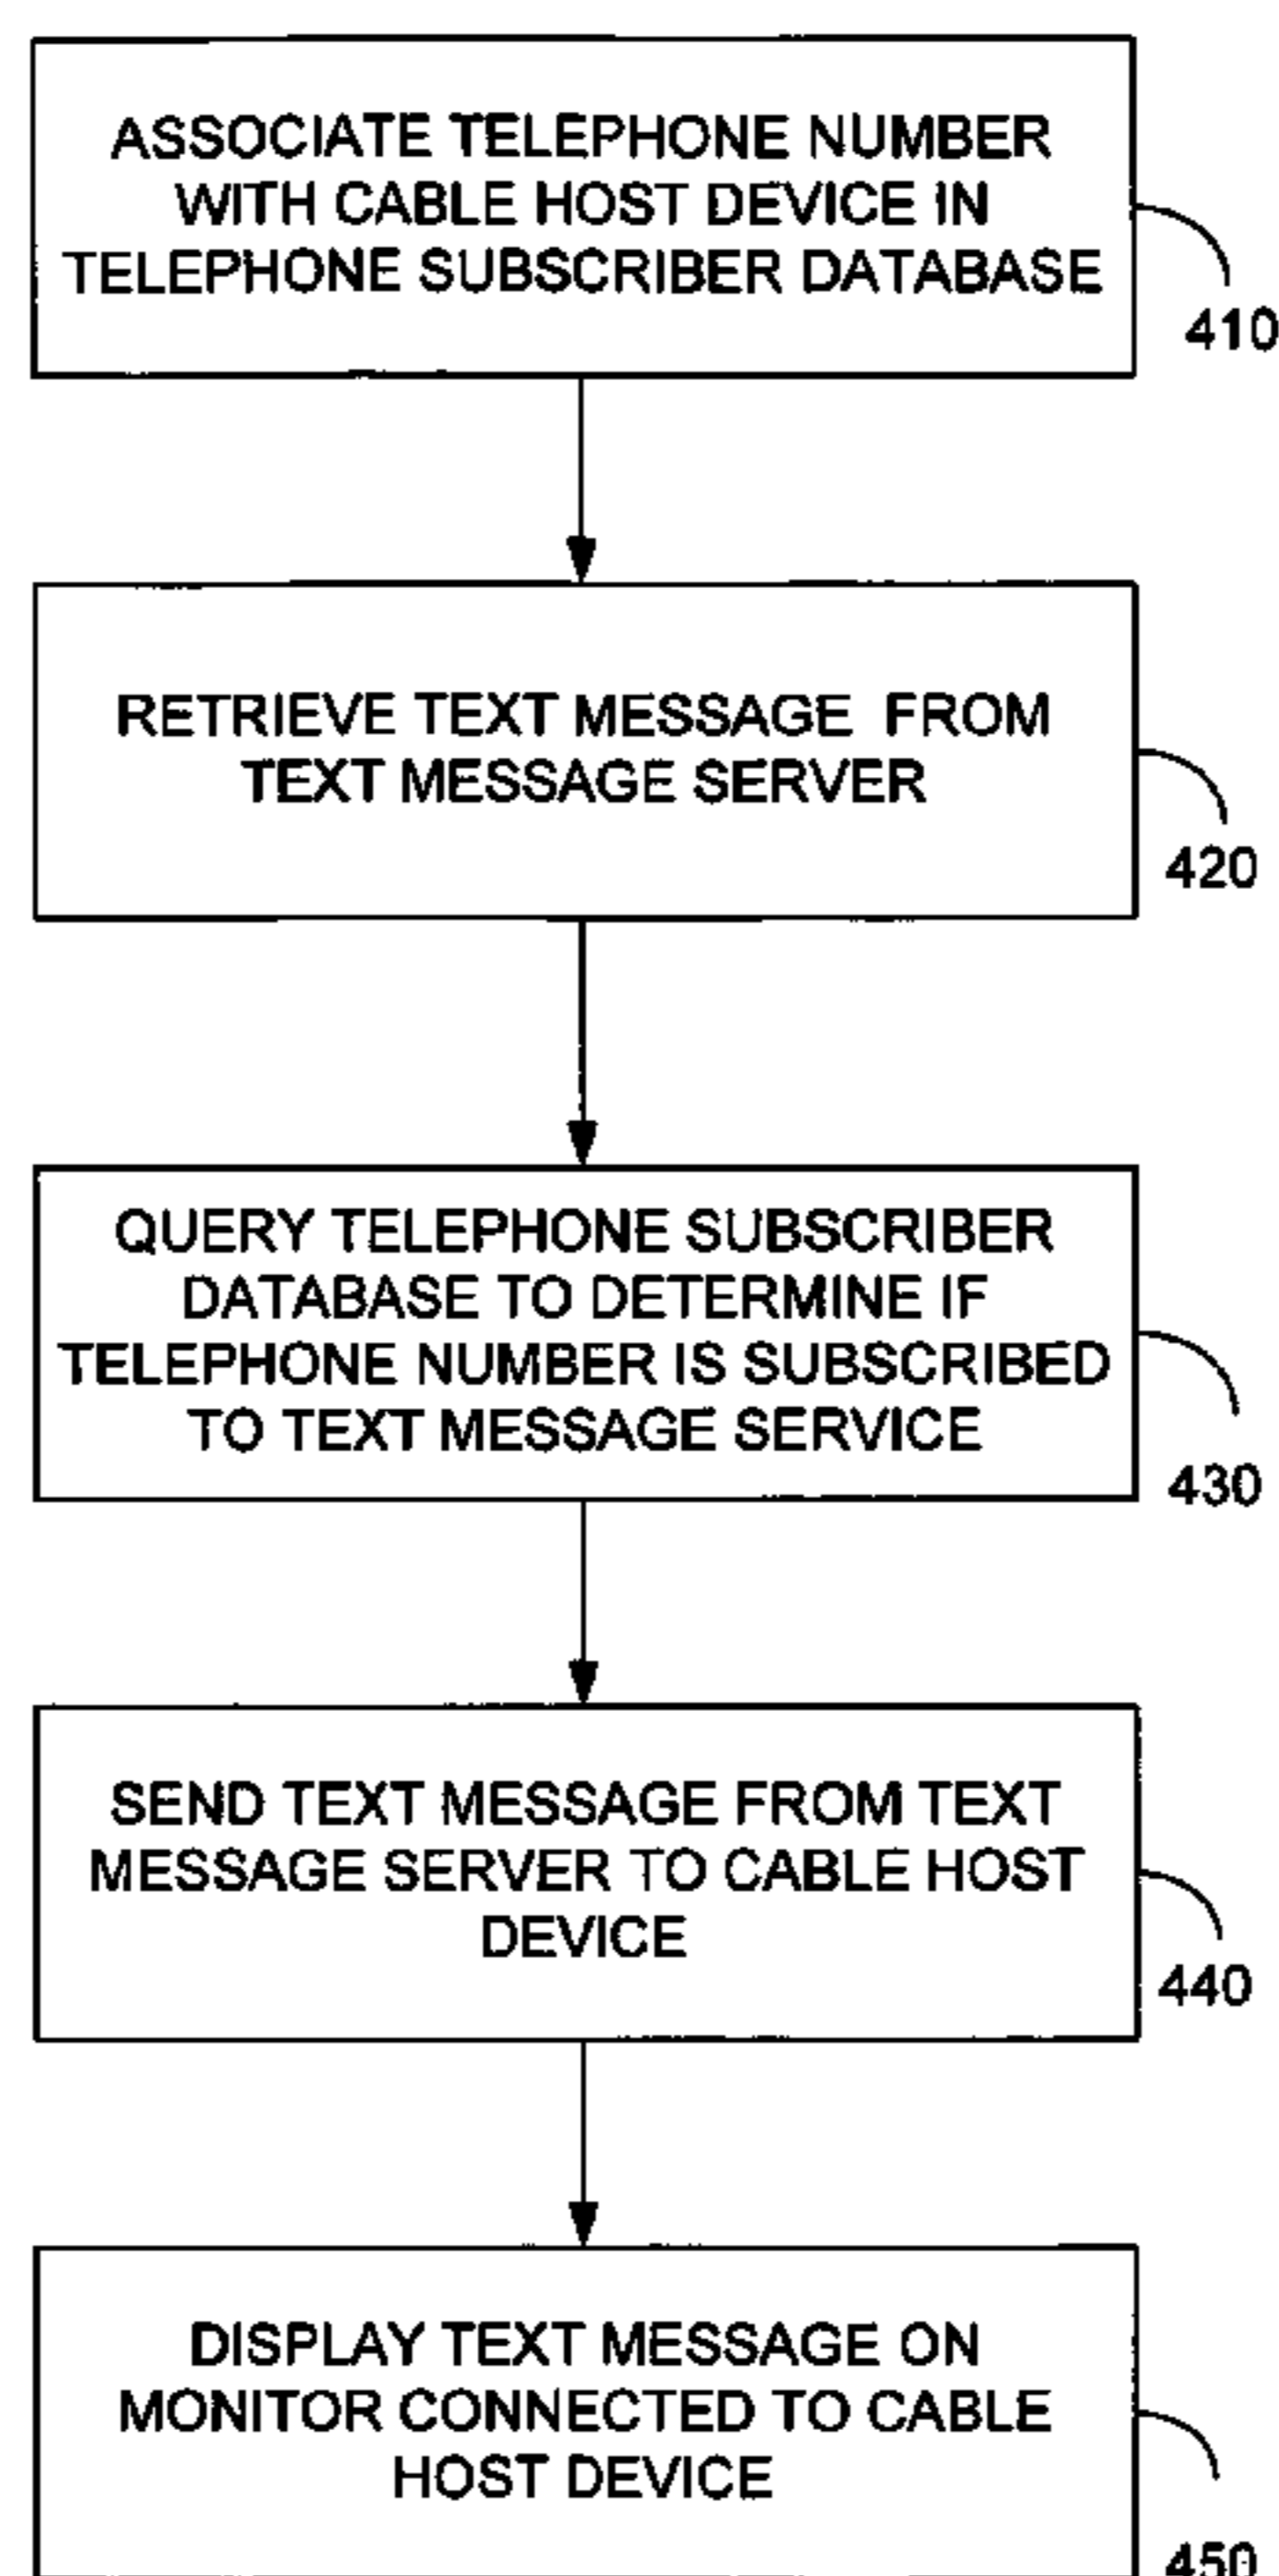 ASSOCIATE TELEPHONE NUMBER
WITH CABLE HOST DEVICE IN
TELEPHONE SUBSCRIBER DATABASE
410
RETRIEVE TEXT MESSAGE FROM
TEXT MESSAGE SERVER
420
QUERY TELEPHONE SUBSCRIBER
DATABASE TO DETERMINE IF
TELEPHONE NUMBER IS SUBSCRIBED
TO TEXT MESSAGE SERVICE
430
SEND TEXT MESSAGE FROM TEXT
MESSAGE SERVER TO CABLE HOST
DEVICE
440
DISPLAY TEXT MESSAGE ON
MONITOR CONNECTED TO CABLE
HOST DEVICE
450